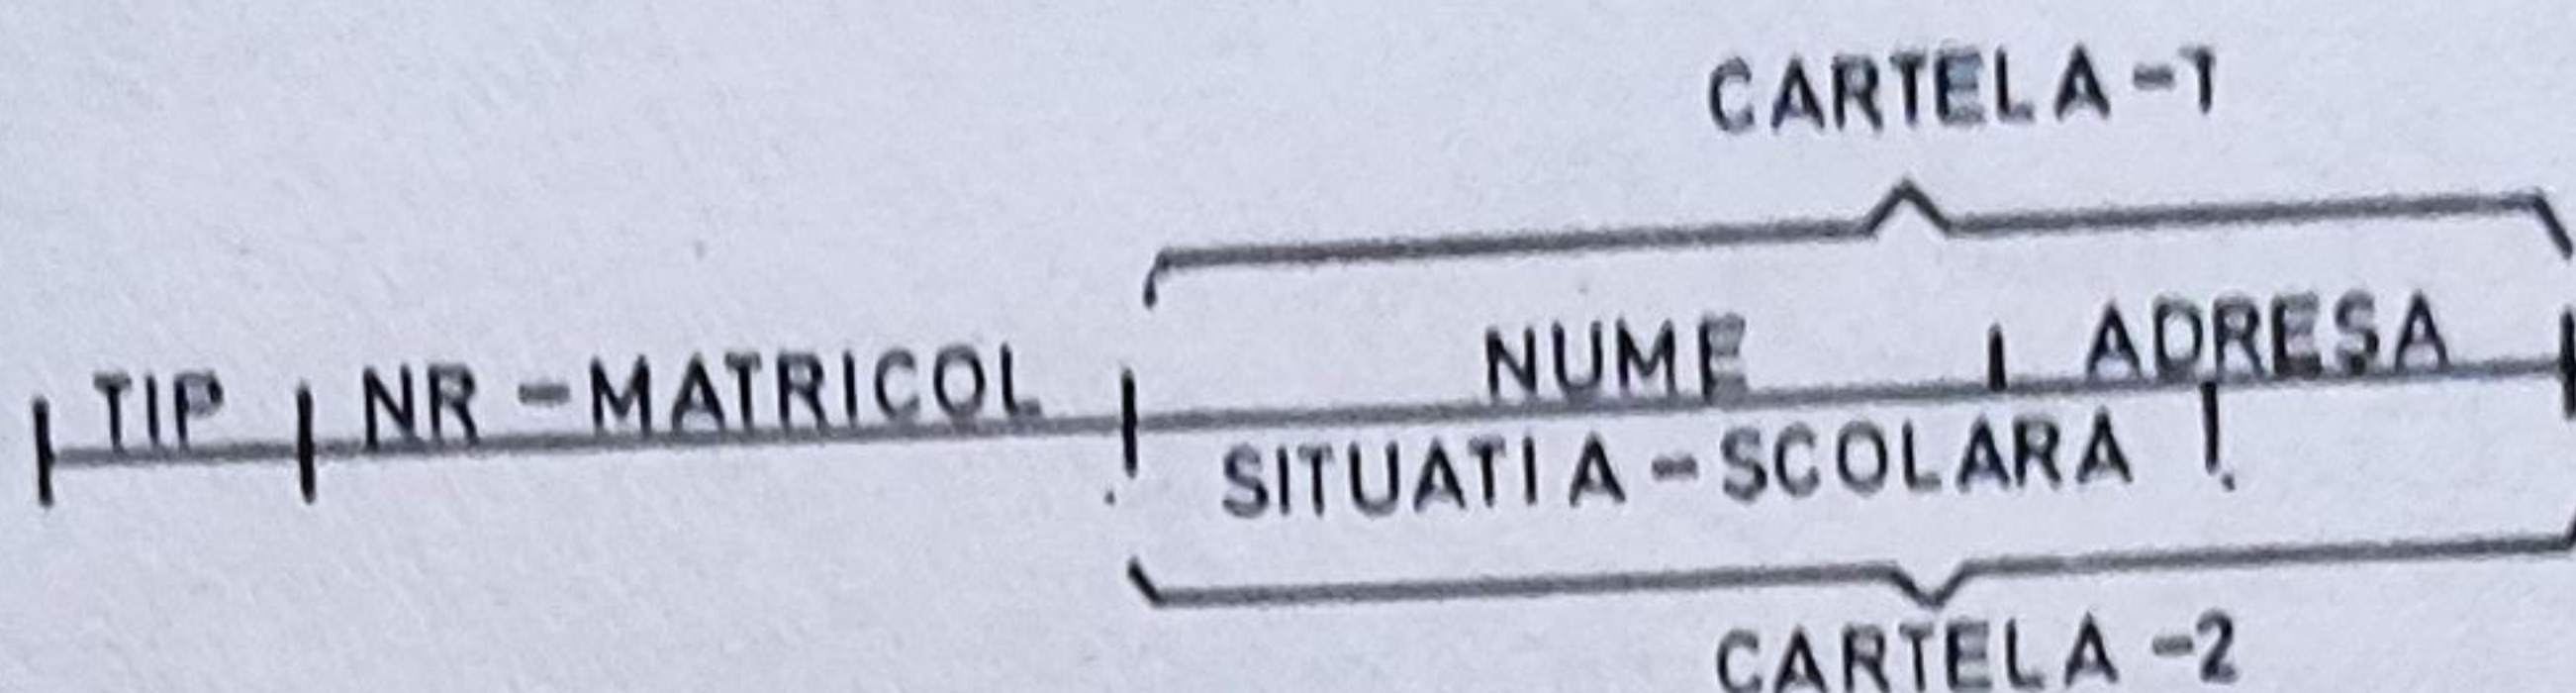 CARTELA-1
TIP NR-MATRICOL NUME ADRESA
SITUATIA-SCOLARA
CARTELA-2